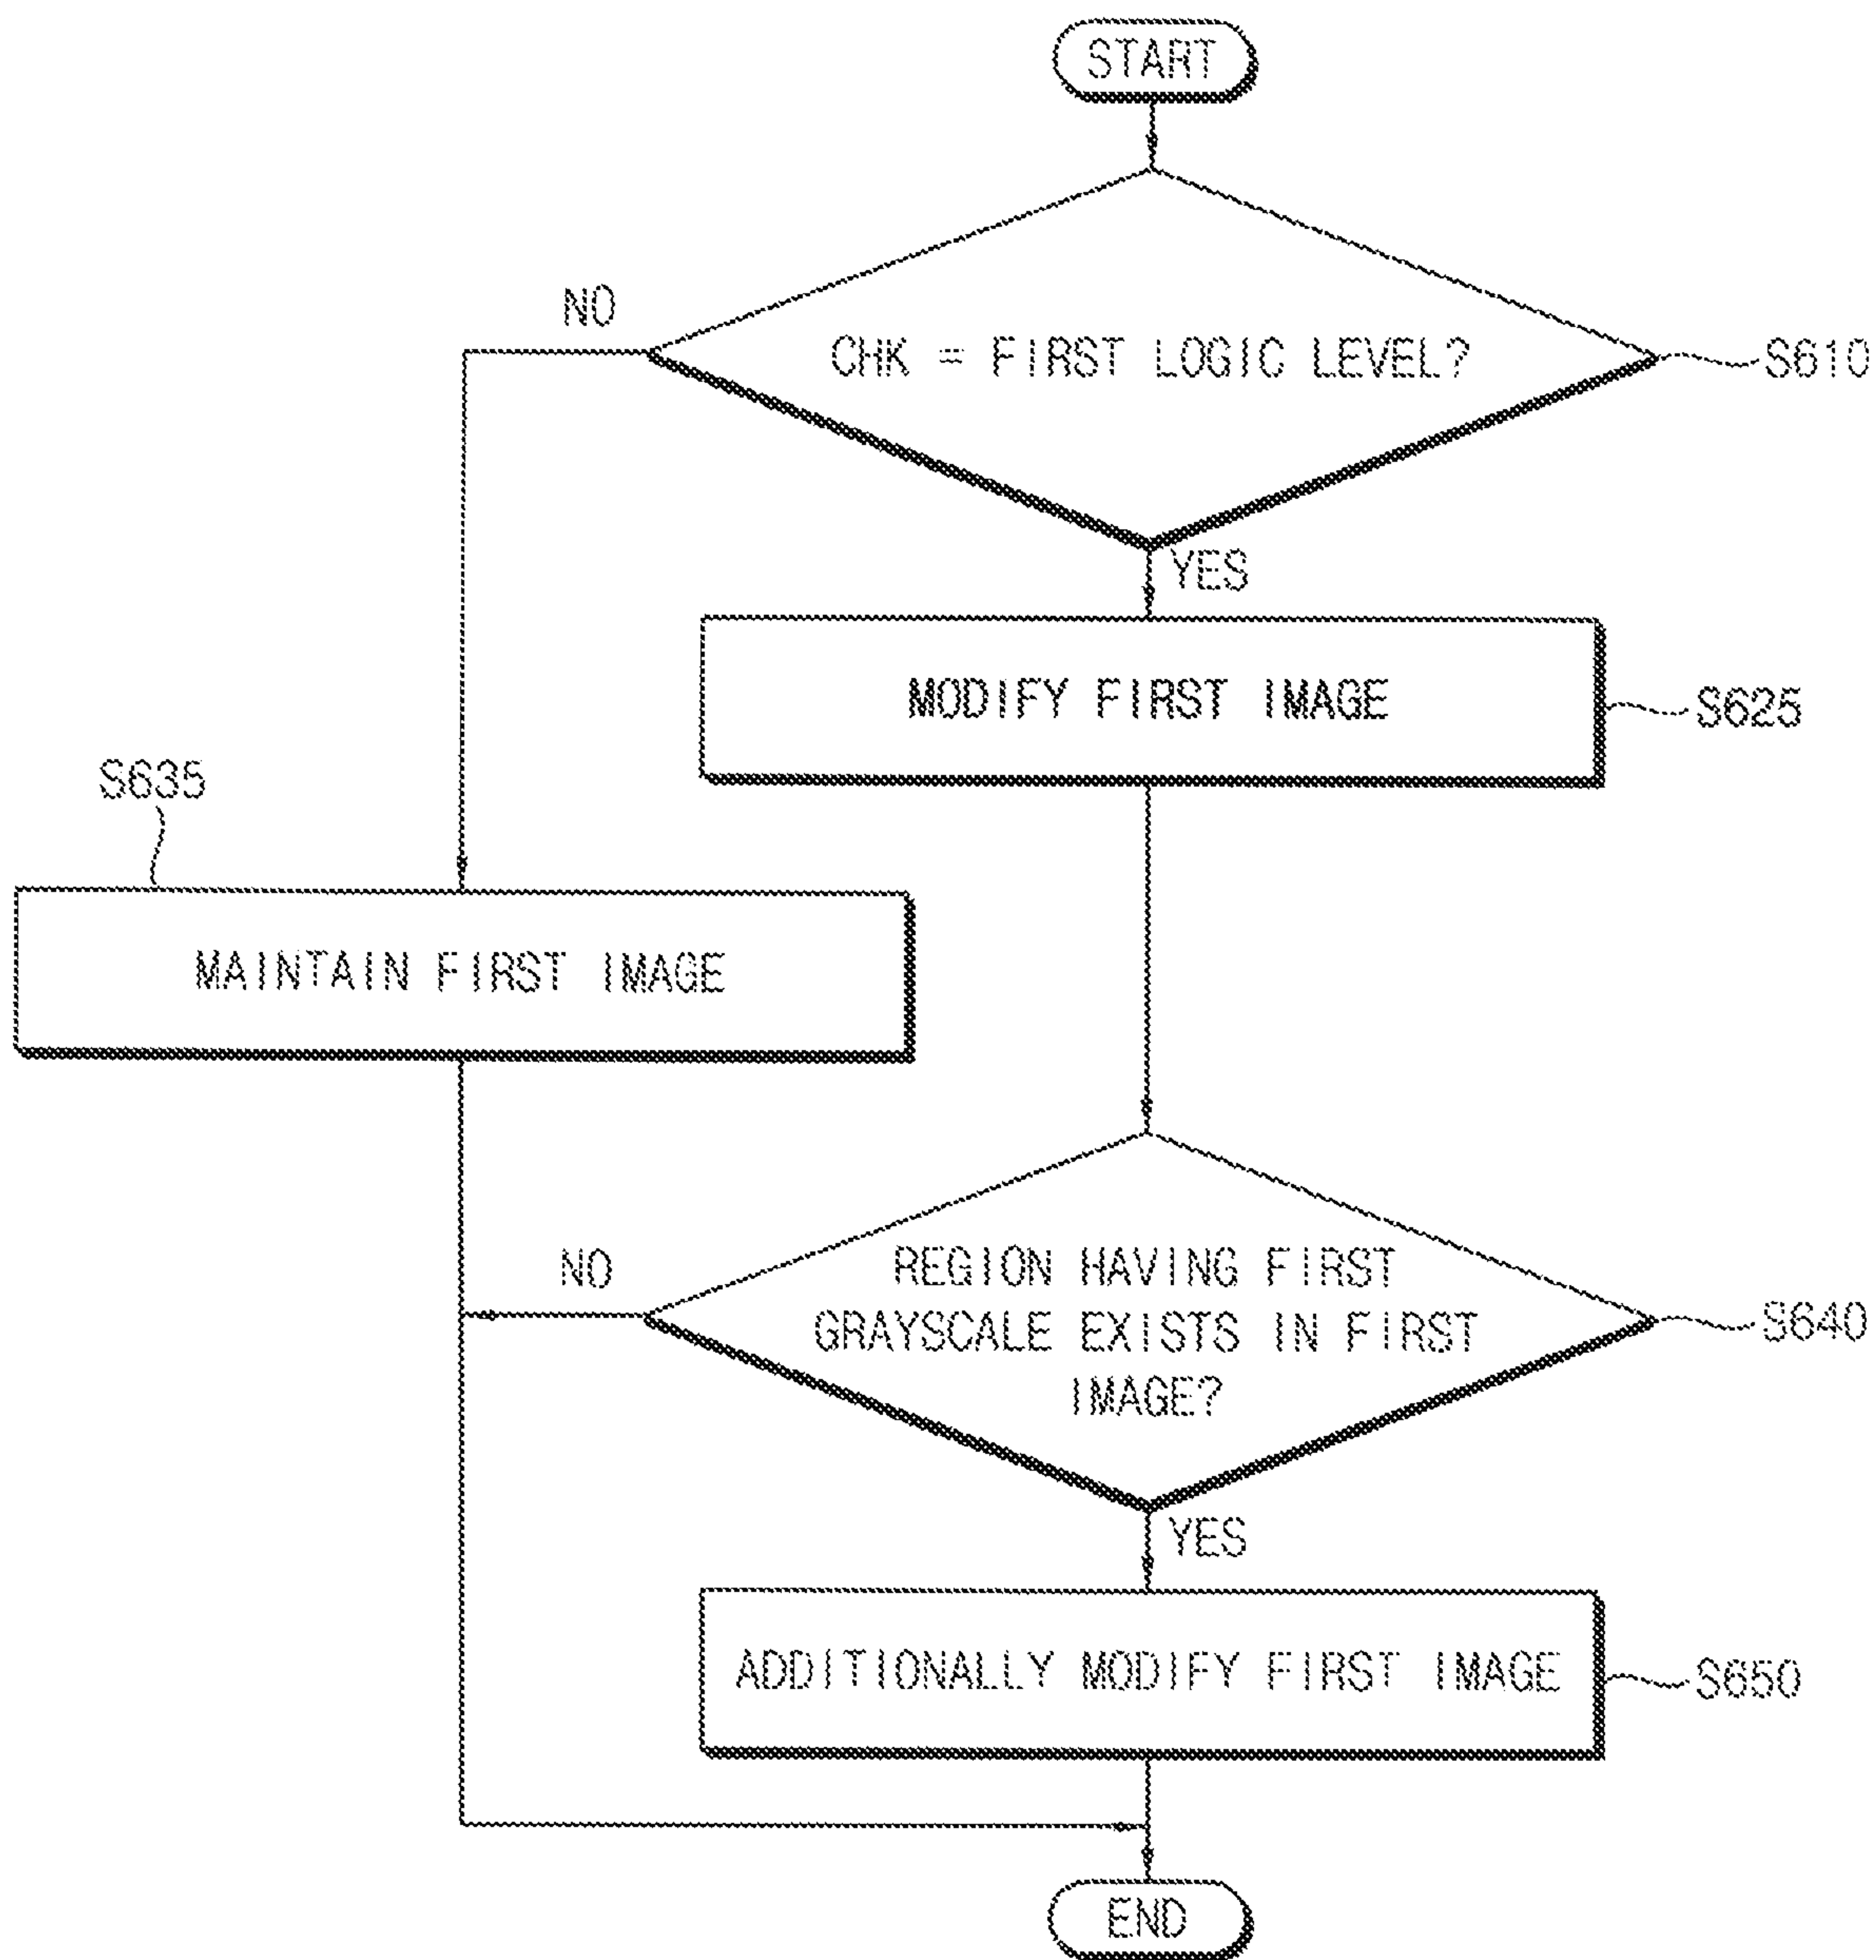 START
NO
CHK = FIRST LOGIC LEVEL?
S610
YES
MODIFY FIRST IMAGE
S625
S635
MAINTAIN FIRST IMAGE
NO
REGION HAVING FIRST
GRAYSCALE EXISTS IN FIRST
IMAGE?
S640
YES
ADDITIONALLY MODIFY FIRST IMAGE
S650
END